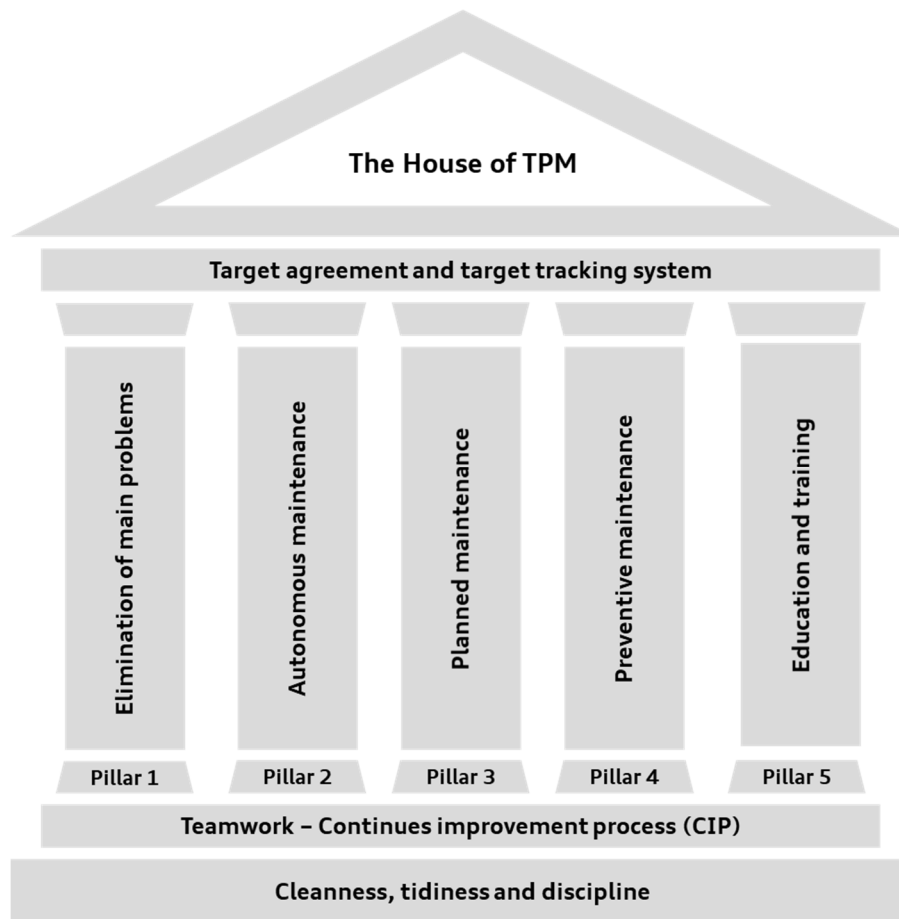 The House of TPM
Target agreement and target tracking system
Elimination of main problems
Autonomous maintenance
Planned maintenance
Preventive maintenance
Education and training
Pillar 1
Pillar 2
Pillar 3
Pillar 4
Pillar 5
Teamwork – Continues improvement process (CIP)
Cleanness, tidiness and discipline